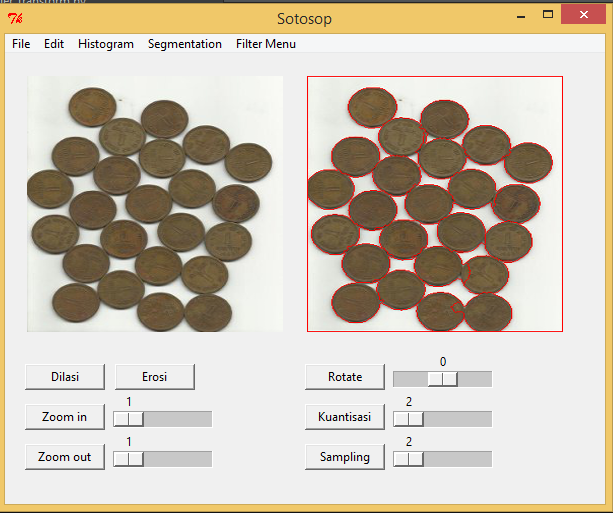 Sotosop
File Edit Histogram Segmentation Filter Menu
Dilasi Erosi Rotate 0
Zoom in 1 Kuantisasi 2
Zoom out 1 Sampling 2